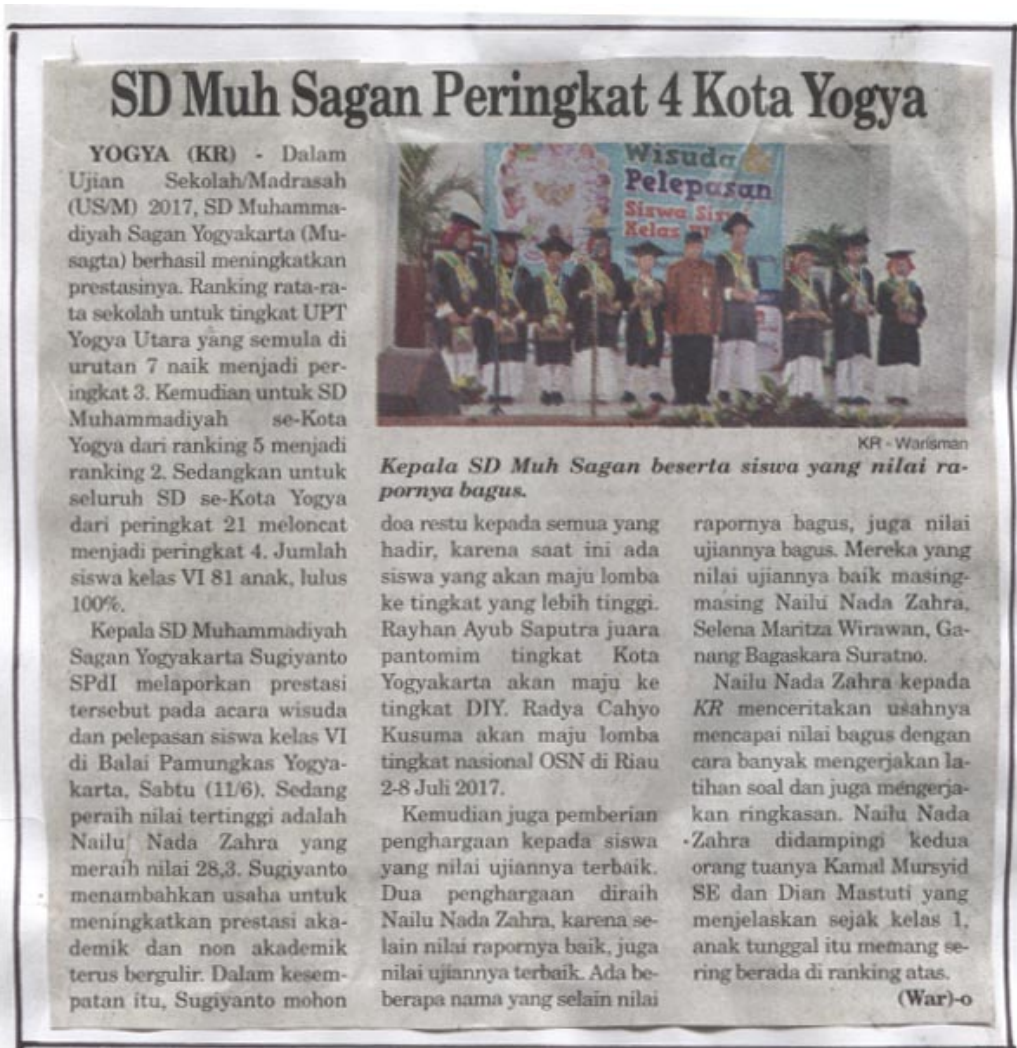 SD Muh Sagan Peringkat 4 Kota Yogya
YOGYA (KR) - Dalam
Ujian Sekolah/Madrasah
(US/M) 2017, SD Muhamma-
diyah Sagan Yogyakarta (Mu-
sagta) berhasil meningkatkan
prestasinya. Ranking rata-ra-
ta sekolah untuk tingkat UPT
Yogya Utara yang semula di
urutan 7 naik menjadi per-
ingkat 3. Kemudian untuk SD
Muhammadiyah se-Kota
Yogya dari ranking 5 menjadi
ranking 2. Sedangkan untuk
seluruh SD se-Kota Yogya
dari peringkat 21 meloncat
menjadi peringkat 4. Jumlah
siswa kelas VI 81 anak, lulus
100%.
Kepala SD Muhammadiyah
Sagan Yogyakarta Sugiyanto
SPdI melaporkan prestasi
tersebut pada acara wisuda
dan pelepasan siswa kelas VI
di Balai Pamungkas Yogya-
karta, Sabtu (11/6). Sedang
peraih nilai tertinggi adalah
Nailu Nada Zahra yang
meraih nilai 28,3. Sugiyanto
menambahkan usaha untuk
meningkatkan prestasi aka-
demik dan non akademik
terus bergulir. Dalam kesem-
patan itu, Sugiyanto mohon
Wisuda &
Pelepasan
Siswa Siswi
Kelas VI
KR - Warisman
Kepala SD Muh Sagan beserta siswa yang nilai ra-
pornya bagus.
doa restu kepada semua yang
hadir, karena saat ini ada
siswa yang akan maju lomba
ke tingkat yang lebih tinggi.
Rayhan Ayub Saputra juara
pantomim tingkat Kota
Yogyakarta akan maju ke
tingkat DIY. Radya Cahyo
Kusuma akan maju lomba
tingkat nasional OSN di Riau
2-8 Juli 2017.
Kemudian juga pemberian
penghargaan kepada siswa
yang nilai ujiannya terbaik.
Dua penghargaan diraih
Nailu Nada Zahra, karena se-
lain nilai rapornya baik, juga
nilai ujiannya terbaik. Ada be-
berapa nama yang selain nilai
rapornya bagus, juga nilai
ujiannya bagus. Mereka yang
nilai ujiannya baik masing-
masing Nailu Nada Zahra,
Selena Maritza Wirawan, Ga-
nang Bagaskara Suratno.
Nailu Nada Zahra kepada
KR menceritakan usahnya
mencapai nilai bagus dengan
cara banyak mengerjakan la-
tihan soal dan juga mengerja-
kan ringkasan. Nailu Nada
Zahra didampingi kedua
orang tuanya Kamal Mursyid
SE dan Dian Mastuti yang
menjelaskan sejak kelas 1,
anak tunggal itu memang se-
ring berada di ranking atas.
(War)-o